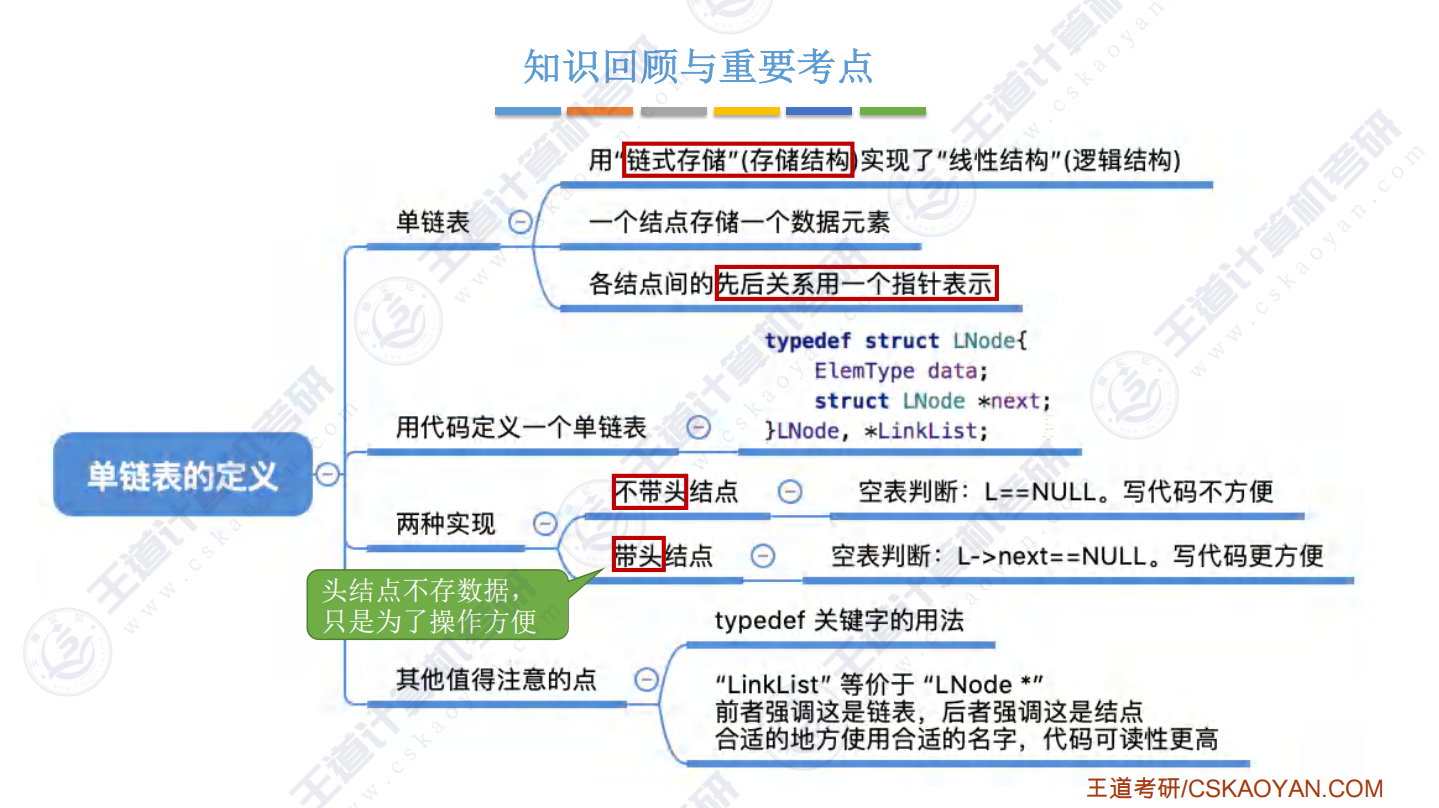 知识回顾与重要考点
用“链式存储”(存储结构)实现了“线性结构”(逻辑结构)
单链表
一个结点存储一个数据元素
各结点间的先后关系用一个指针表示
typedef struct LNode{
ElemType data;
struct LNode *next;
}LNode, *LinkList;
用代码定义一个单链表
单链表的定义
两种实现
不带头结点
空表判断：L==NULL。写代码不方便
带头结点
空表判断：L->next==NULL。写代码更方便
头结点不存数据，
只是为了操作方便
其他值得注意的点
typedef 关键字的用法
“LinkList” 等价于 “LNode *”
前者强调这是链表，后者强调这是结点
合适的地方使用合适的名字，代码可读性更高
王道考研/CSKAOYAN.COM
王道计算机考研
www.cskaoyan.com